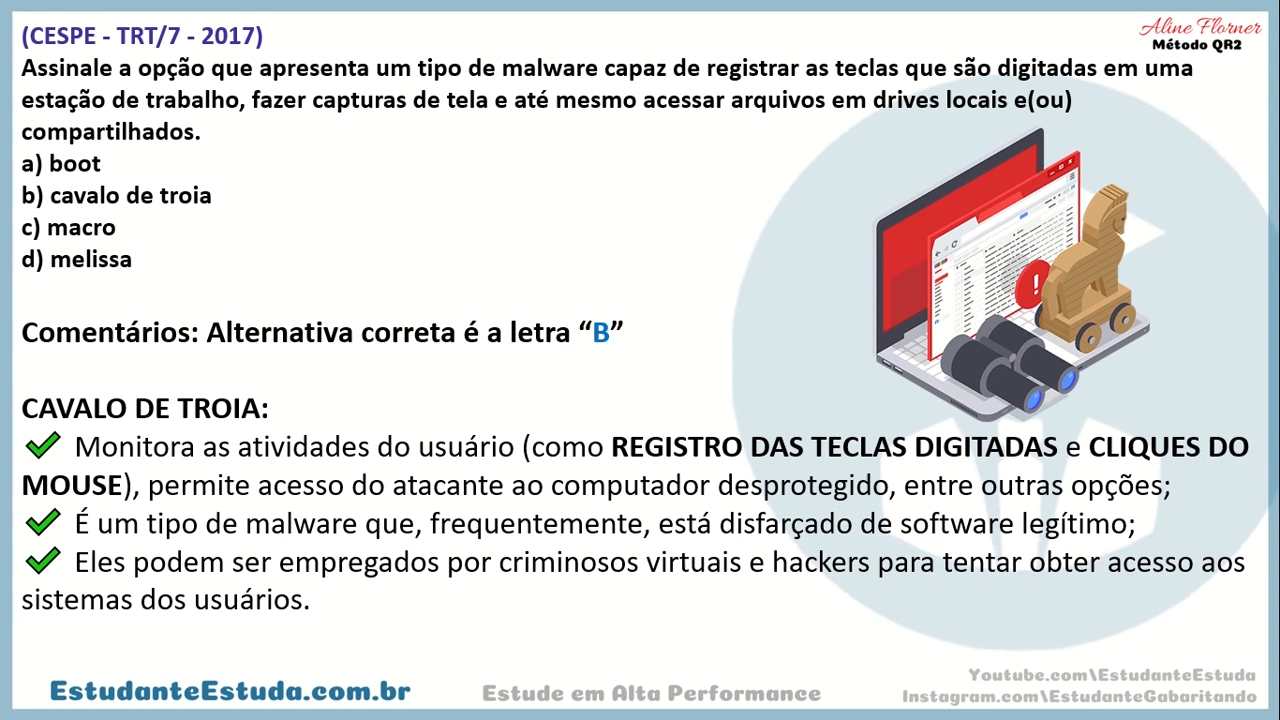 (CESPE - TRT/7 - 2017)
Aline Florner
Método QR2
Assinale a opção que apresenta um tipo de malware capaz de registrar as teclas que são digitadas em uma
estação de trabalho, fazer capturas de tela e até mesmo acessar arquivos em drives locais e(ou)
compartilhados.
a) boot
b) cavalo de troia
c) macro
d) melissa
Comentários: Alternativa correta é a letra “B”
CAVALO DE TROIA:
Monitora as atividades do usuário (como REGISTRO DAS TECLAS DIGITADAS e CLIQUES DO
MOUSE), permite acesso do atacante ao computador desprotegido, entre outras opções;
É um tipo de malware que, frequentemente, está disfarçado de software legítimo;
Eles podem ser empregados por criminosos virtuais e hackers para tentar obter acesso aos
sistemas dos usuários.
EstudanteEstuda.com.br
Estude em Alta Performance
Youtube.com\EstudanteEstuda
Instagram.com\EstudanteGabaritando